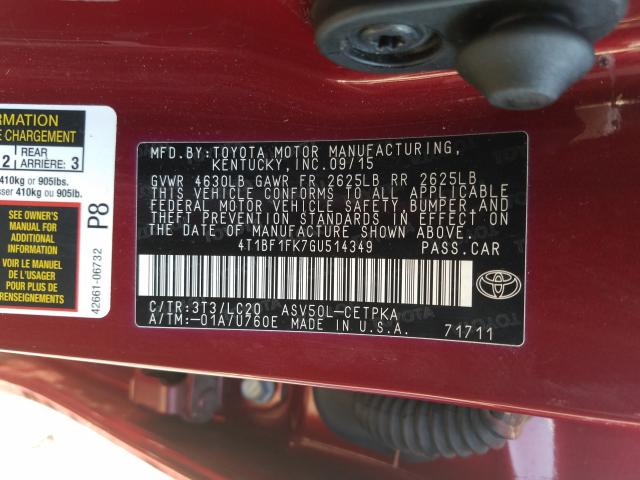 ORMATION
E CHARGEMENT
2 REAR ARRIÈRE: 3
410kg or 905lbs.
sser 410kg ou 905lbs.
SEE OWNER'S
MANUAL FOR
ADDITIONAL
INFORMATION
VOIR LE MANUEL
DE L'USAGER
POUR PLUS DE
RENSEIGNEMENTS
P8
42661-06732
MFD.BY:TOYOTA MOTOR MANUFACTURING,
KENTUCKY, INC.09/15
GVWR 4630LB GAWR FR 2625LB RR 2625LB
THIS VEHICLE CONFORMS TO ALL APPLICABLE
FEDERAL MOTOR VEHICLE SAFETY, BUMPER, AND
THEFT PREVENTION STANDARDS IN EFFECT ON
THE DATE OF MANUFACTURE SHOWN ABOVE.
4T1BF1FK7GU514349 PASS.CAR
C/TR:3T3/LC20 ASV50L-CETPKA
A/TM:-01A/U760E MADE IN U.S.A. 71711